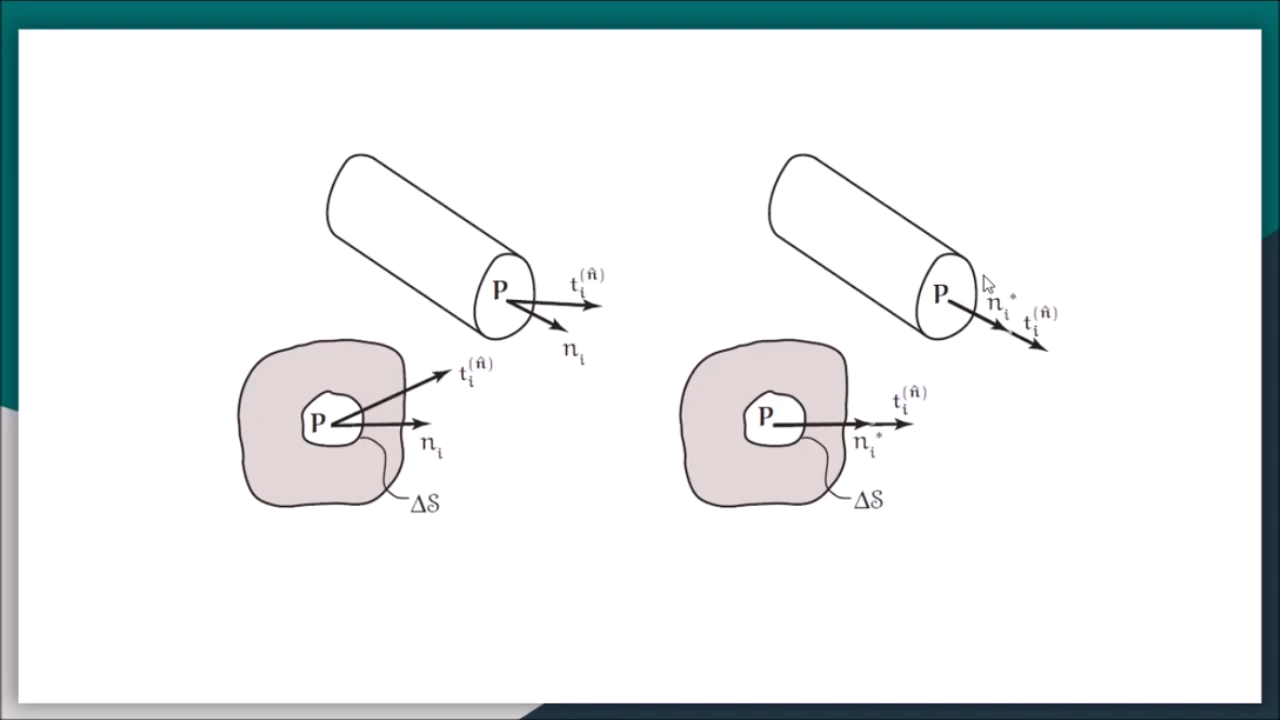 P
t_i^(n̂)
n_i
P
t_i^(n̂)
n_i
ΔS
P
n_i^*
t_i^(n̂)
P
t_i^(n̂)
n_i^*
ΔS